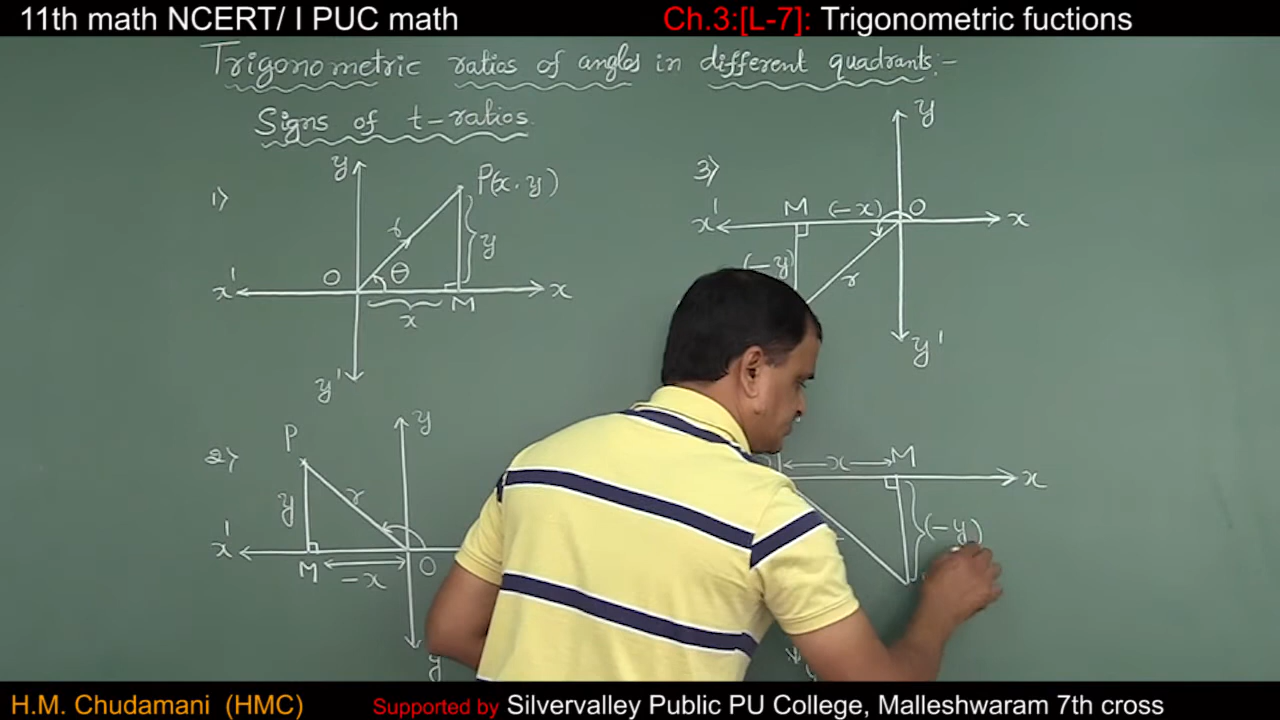 11th math NCERT/ I PUC math
Ch.3:[L-7]: Trigonometric fuctions
Trigonometric ratios of angles in different quadrants:-
Signs of t-ratios
1)
y
P(x, y)
r
y
O
θ
x'
M
x
x
y'
2)
P
y
y
r
x'
M
-x
O
y
3)
y
x'
M
(-x)
O
x
(-y)
r
y'
x
M
x
(-y)
H.M. Chudamani (HMC)
Supported by Silvervalley Public PU College, Malleshwaram 7th cross